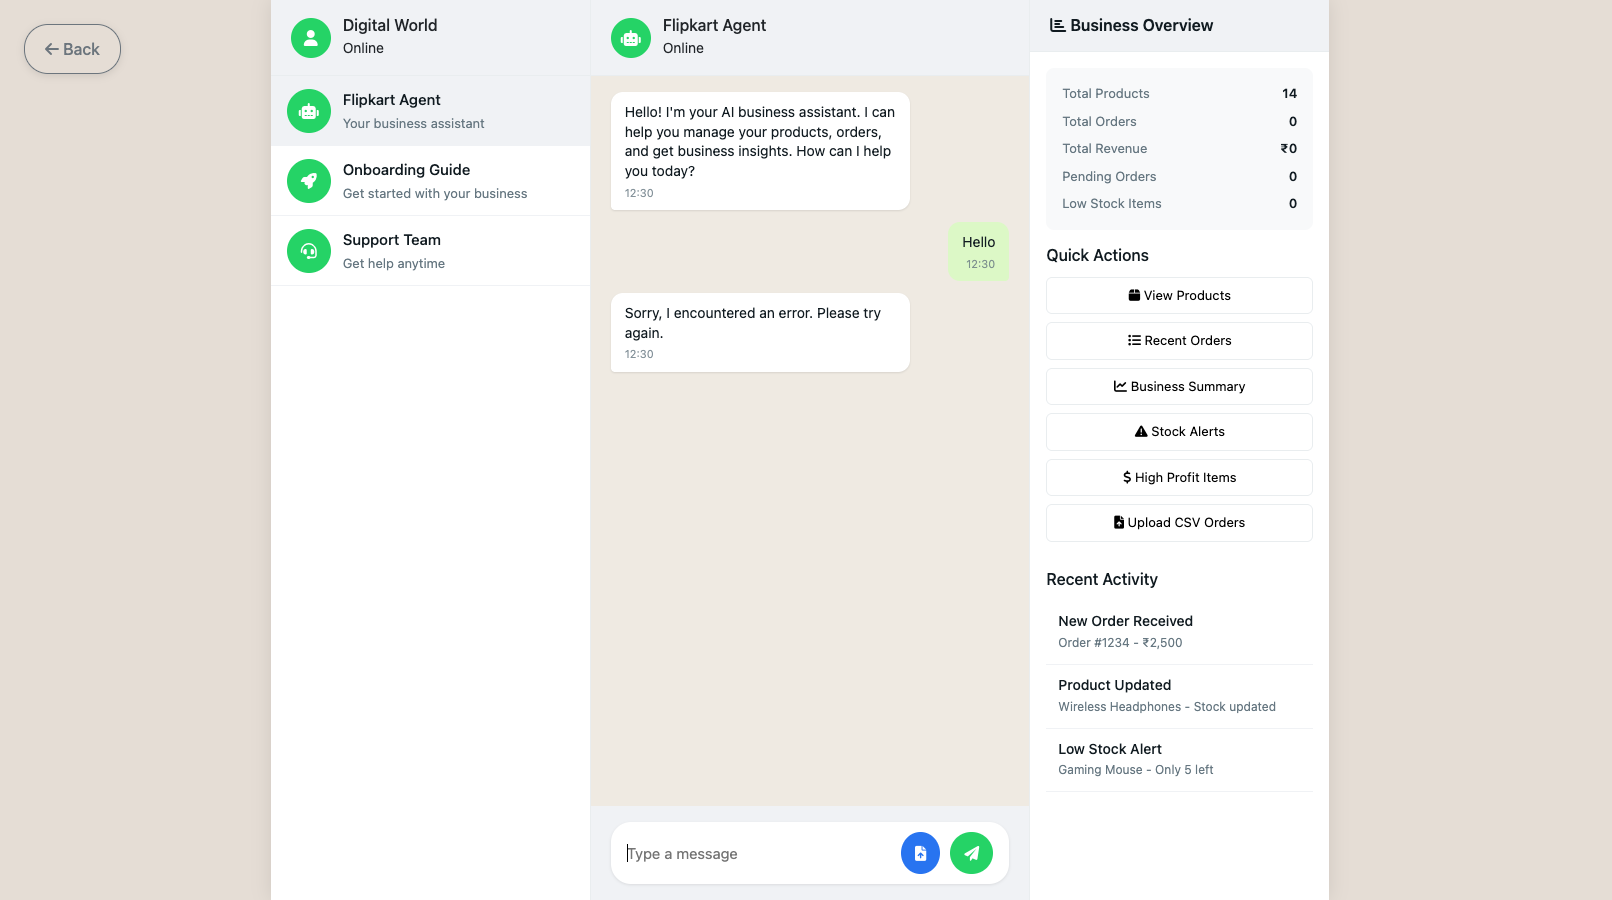 Back
Digital World
Online
Flipkart Agent
Your business assistant
Onboarding Guide
Get started with your business
Support Team
Get help anytime
Flipkart Agent
Online
Hello! I'm your AI business assistant. I can
help you manage your products, orders,
and get business insights. How can I help
you today?
12:30
Hello
12:30
Sorry, I encountered an error. Please try
again.
12:30
Type a message
Business Overview
Total Products 14
Total Orders 0
Total Revenue ₹0
Pending Orders 0
Low Stock Items 0
Quick Actions
View Products
Recent Orders
Business Summary
Stock Alerts
High Profit Items
Upload CSV Orders
Recent Activity
New Order Received
Order #1234 - ₹2,500
Product Updated
Wireless Headphones - Stock updated
Low Stock Alert
Gaming Mouse - Only 5 left